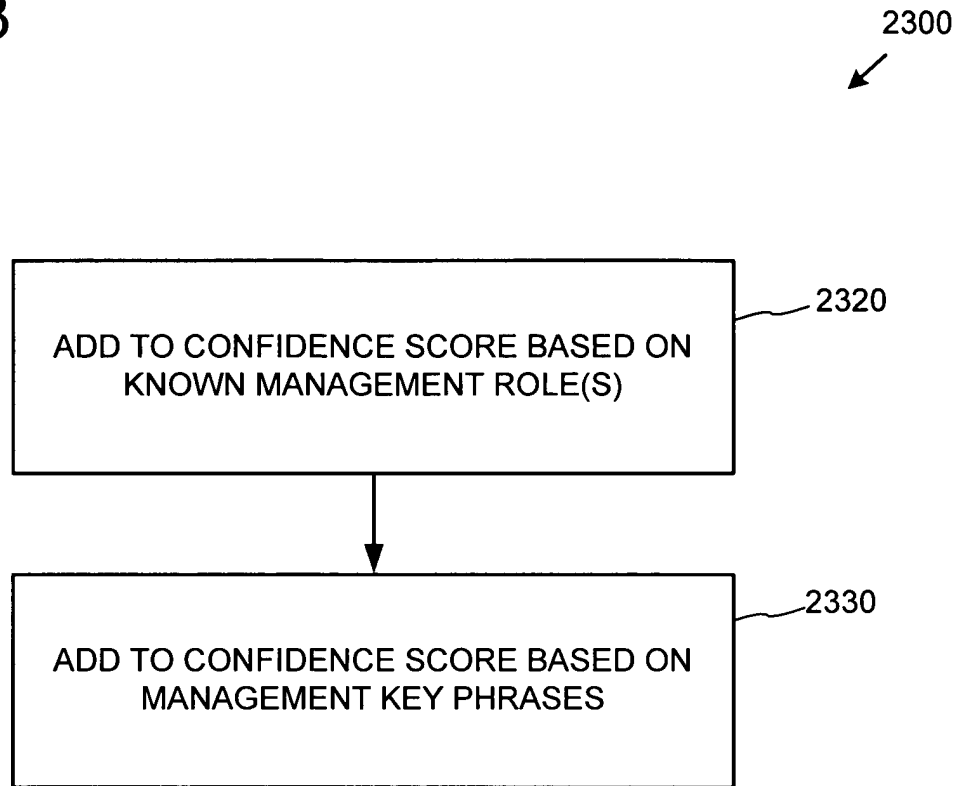 2300
ADD TO CONFIDENCE SCORE BASED ON
KNOWN MANAGEMENT ROLE(S)
2320
ADD TO CONFIDENCE SCORE BASED ON
MANAGEMENT KEY PHRASES
2330